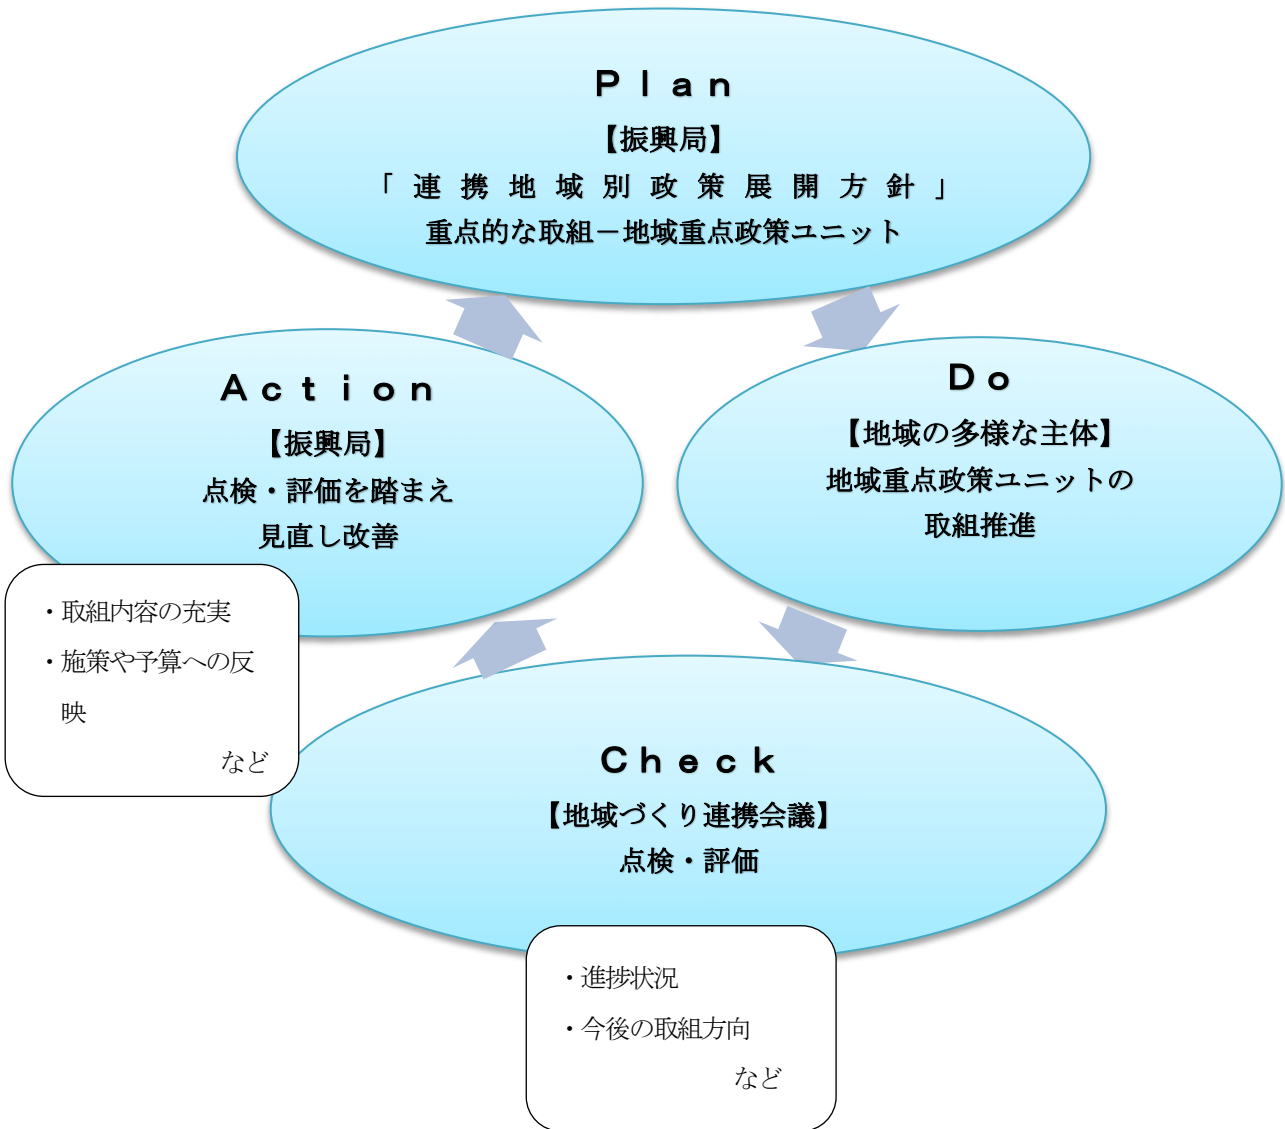 Ｐｌａｎ
【振興局】
「連携地域別政策展開方針」
重点的な取組－地域重点政策ユニット
Ｄｏ
【地域の多様な主体】
地域重点政策ユニットの
取組推進
Ｃｈｅｃｋ
【地域づくり連携会議】
点検・評価
・進捗状況
・今後の取組方向
など
Ａｃｔｉｏｎ
【振興局】
点検・評価を踏まえ
見直し改善
・取組内容の充実
・施策や予算への反
映
など